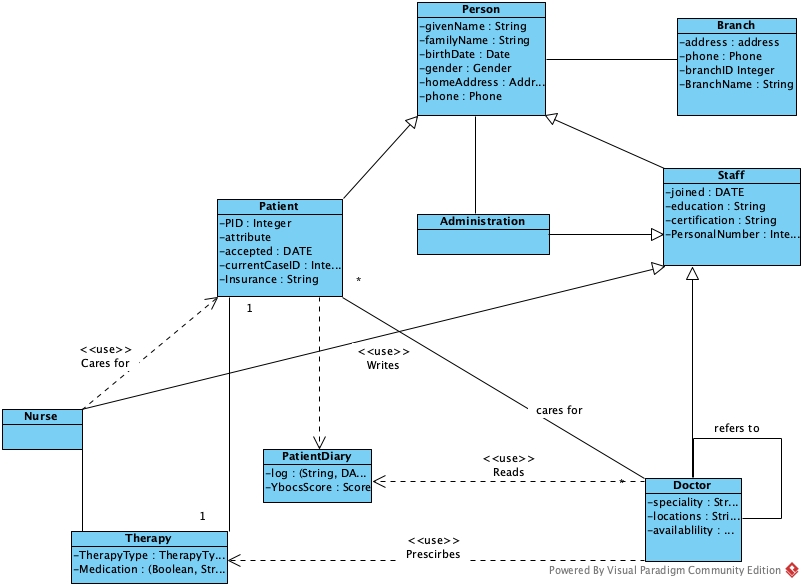 Person
-givenName : String
-familyName : String
-birthDate : Date
-gender : Gender
-homeAddress : Addr...
-phone : Phone
Branch
-address : address
-phone : Phone
-branchID Integer
-BranchName : String
Staff
-joined : DATE
-education : String
-certification : String
-PersonalNumber : Inte...
Patient
-PID : Integer
-attribute
-accepted : DATE
-currentCaseID : Inte...
-Insurance : String
Administration
*
1
<<use>>
Cares for
<<use>>
Writes
Nurse
cares for
refers to
PatientDiary
-log : (String, DA...
-YbocsScore : Score
<<use>>
Reads
*
Doctor
-speciality : Str...
-locations : Stri...
-availablility : ...
1
Therapy
-TherapyType : TherapyTy...
-Medication : (Boolean, Str...
<<use>>
Prescirbes
Powered By Visual Paradigm Community Edition